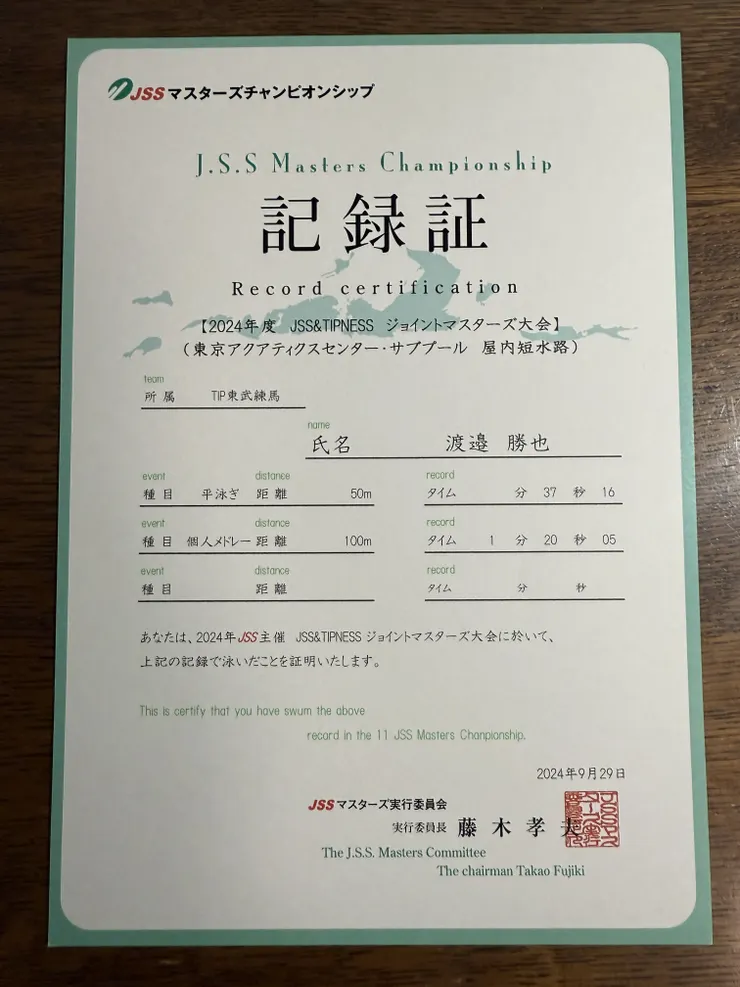 JSS マスターズチャンピオンシップ
J.S.S Masters Championship
記録証
Record certification
【2024年度 JSS&TIPNESS ジョイントマスターズ大会】
(東京アクアティクスセンター・サブプール 屋内短水路)
team
所属 TIP東武練馬
name
氏名 渡邉 勝也
event distance record
種目 平泳ぎ 距離 50m タイム 分 37 秒 16
event distance record
種目 個人メドレー 距離 100m タイム 1 分 20 秒 05
event distance record
種目 距離 タイム 分 秒
あなたは、2024年JSS主催 JSS&TIPNESS ジョイントマスターズ大会に於いて、
上記の記録で泳いだことを証明いたします。
This is certify that you have swum the above
record in the 11 JSS Masters Chanpionship.
2024年9月29日
JSS マスターズ実行委員会
実行委員長 藤木孝夫
The J.S.S. Masters Committee
The chairman Takao Fujiki